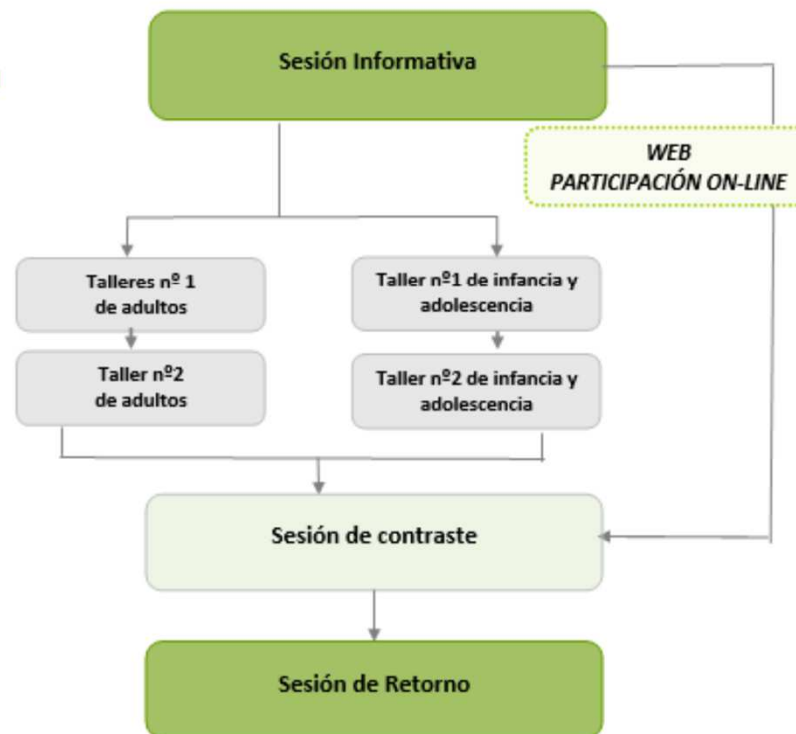 Sesión Informativa
WEB
PARTICIPACIÓN ON-LINE
Talleres nº 1
de adultos
Taller nº1 de infancia y
adolescencia
Taller nº2
de adultos
Taller nº2 de infancia y
adolescencia
Sesión de contraste
Sesión de Retorno